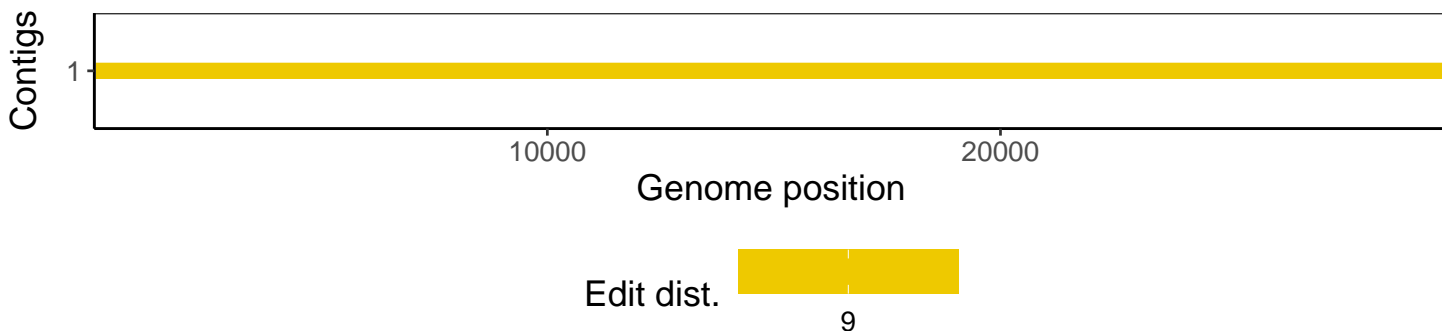 Contigs
1
10000 20000
Genome position
Edit dist.
9